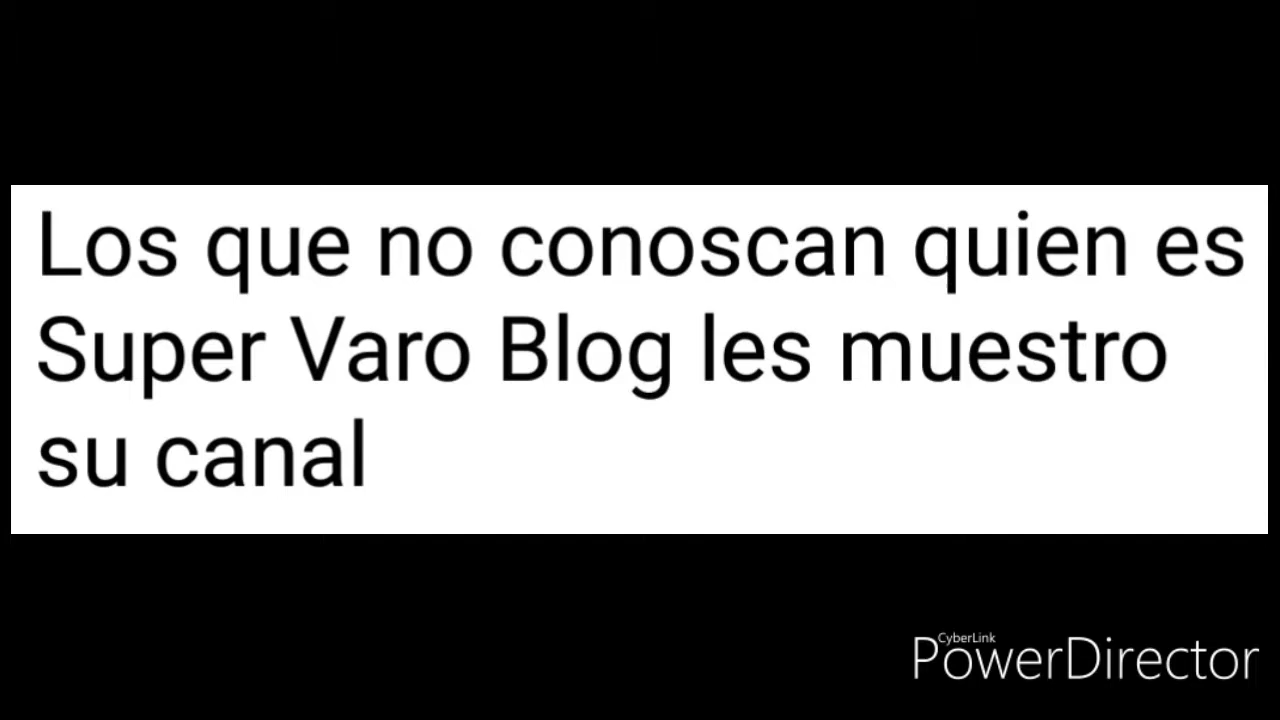 Los que no conoscan quien es
Super Varo Blog les muestro
su canal
CyberLink
PowerDirector